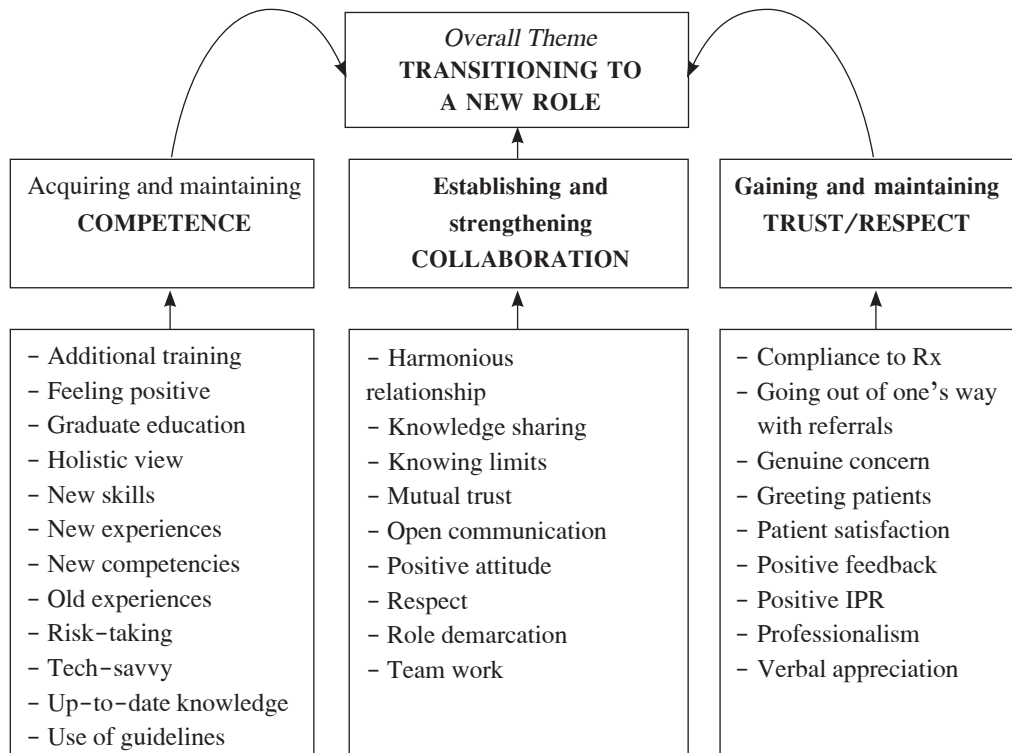 Overall Theme
TRANSITIONING TO
A NEW ROLE
Acquiring and maintaining
COMPETENCE
Establishing and
strengthening
COLLABORATION
Gaining and maintaining
TRUST/RESPECT
- Additional training
- Feeling positive
- Graduate education
- Holistic view
- New skills
- New experiences
- New competencies
- Old experiences
- Risk-taking
- Tech-savvy
- Up-to-date knowledge
- Use of guidelines
- Harmonious
relationship
- Knowledge sharing
- Knowing limits
- Mutual trust
- Open communication
- Positive attitude
- Respect
- Role demarcation
- Team work
- Compliance to Rx
- Going out of one's way
with referrals
- Genuine concern
- Greeting patients
- Patient satisfaction
- Positive feedback
- Positive IPR
- Professionalism
- Verbal appreciation